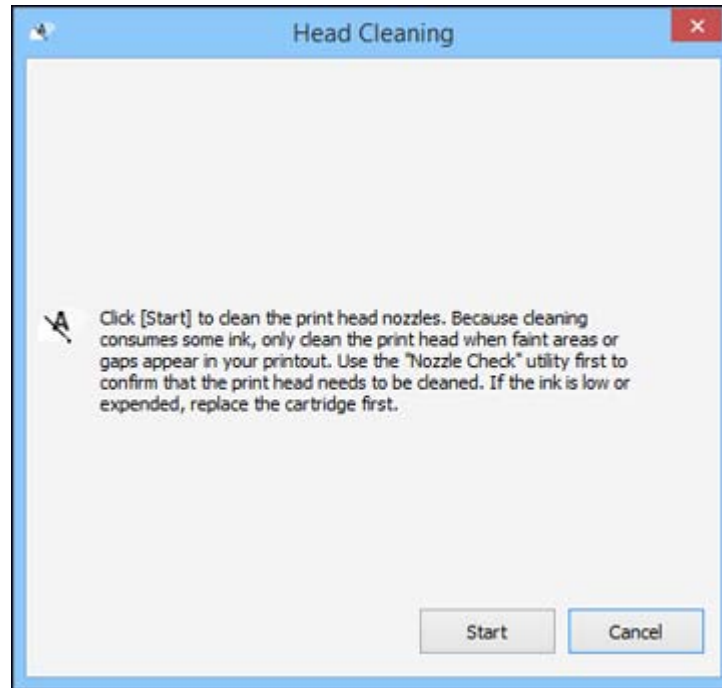 Head Cleaning
Click [Start] to clean the print head nozzles. Because cleaning
consumes some ink, only clean the print head when faint areas or
gaps appear in your printout. Use the "Nozzle Check" utility first to
confirm that the print head needs to be cleaned. If the ink is low or
expended, replace the cartridge first.
Start
Cancel